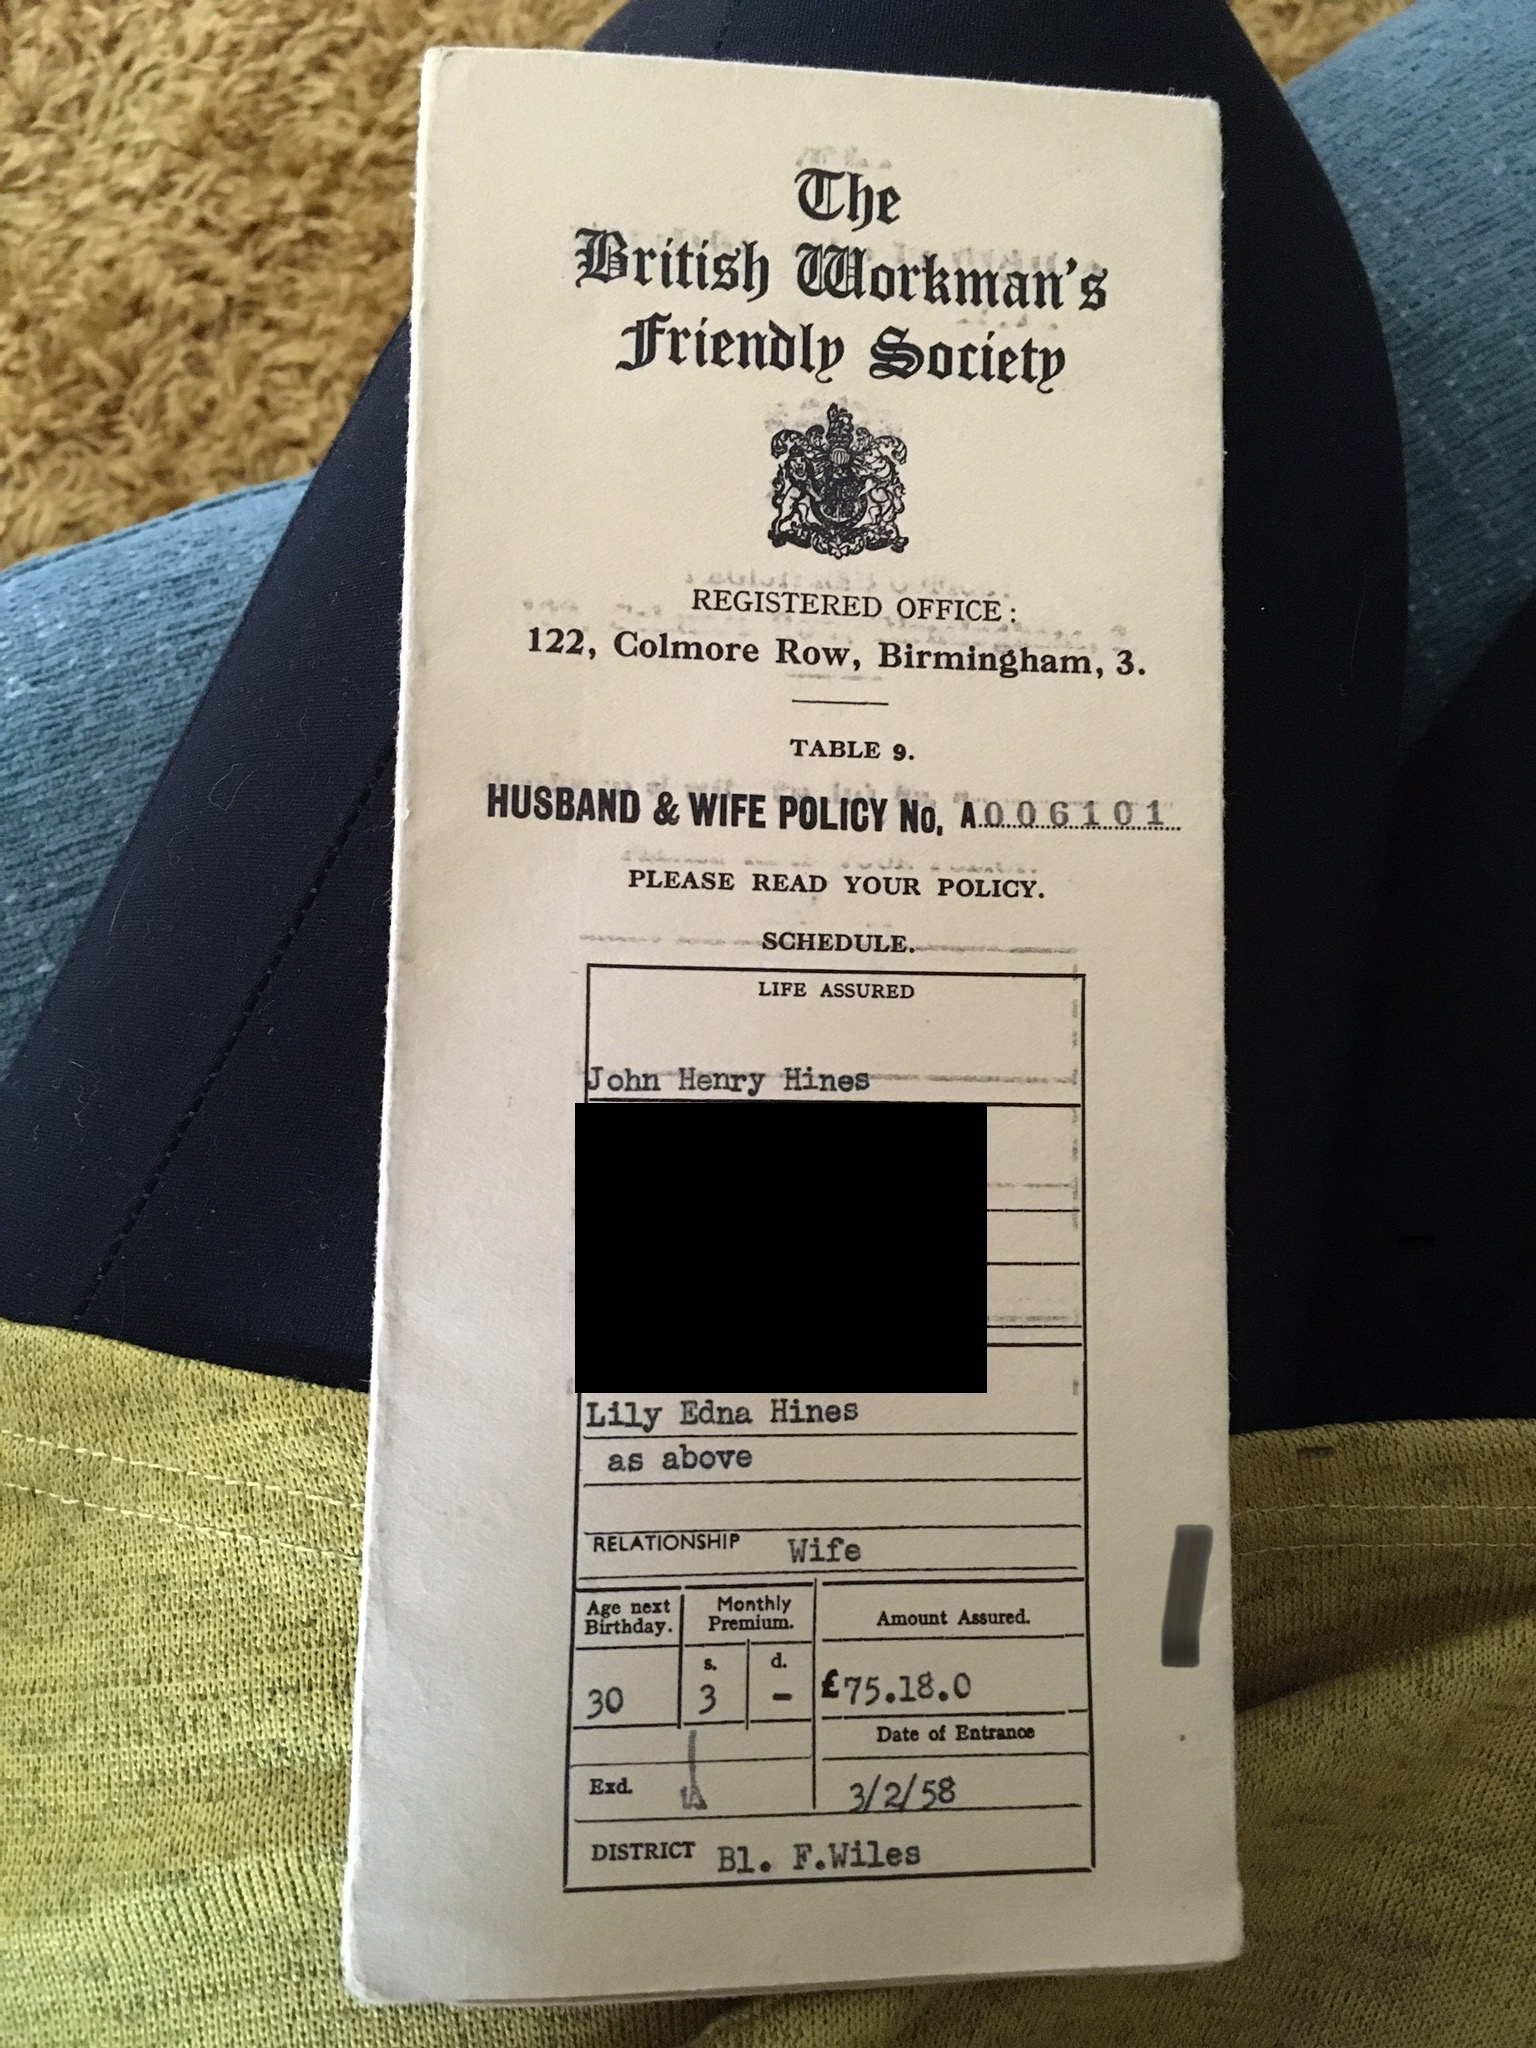 The
British Workman's
Friendly Society
REGISTERED OFFICE :
122, Colmore Row, Birmingham, 3.
TABLE 9.
HUSBAND & WIFE POLICY No. A006101
PLEASE READ YOUR POLICY.
SCHEDULE.
LIFE ASSURED
John Henry Hines
Lily Edna Hines
as above
RELATIONSHIP Wife
Age next Birthday. Monthly Premium. Amount Assured.
s. d.
30 3 - £75.18.0
Date of Entrance
Exd. 3/2/58
DISTRICT Bl. F.Wiles